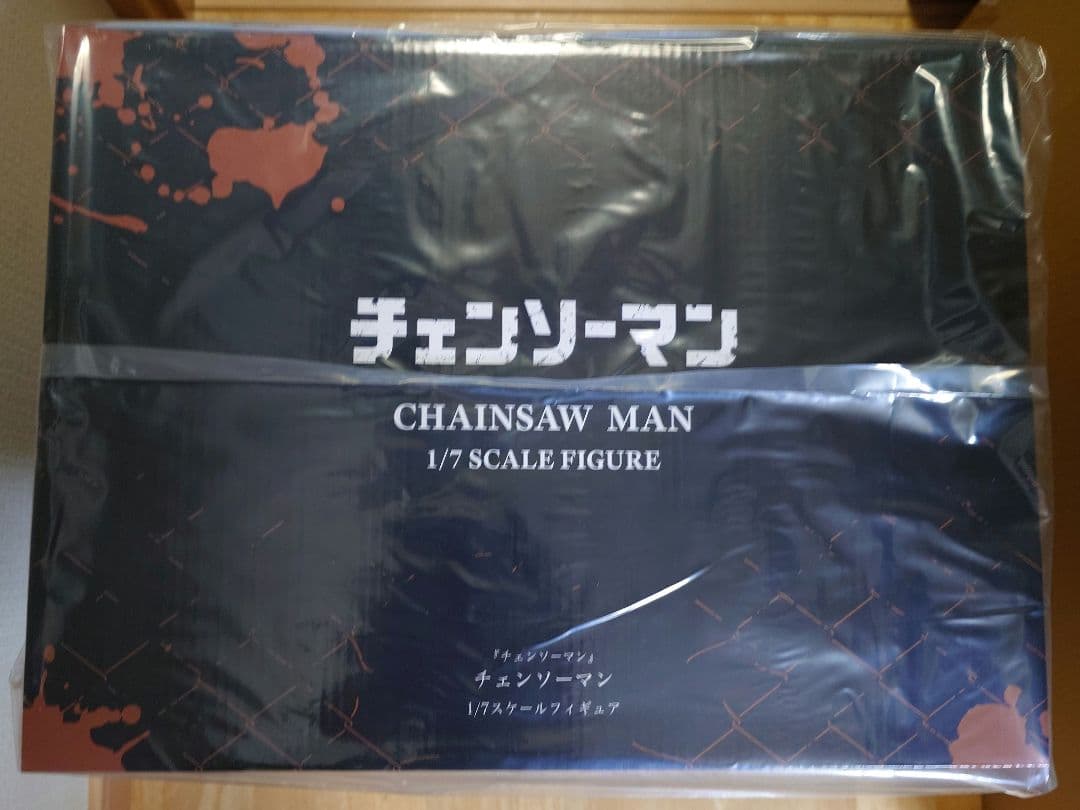 チェンソーマン
CHAINSAW MAN
1/7 SCALE FIGURE
『チェンソーマン』
チェンソーマン
1/7スケールフィギュア